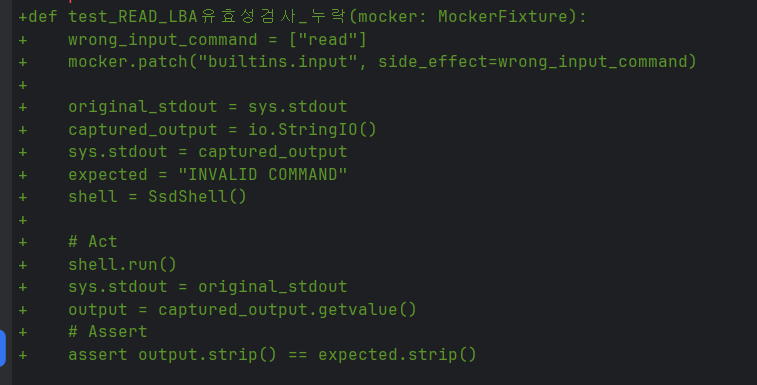 +def test_READ_LBA유효성검사_누락(mocker: MockerFixture):
+    wrong_input_command = ["read"]
+    mocker.patch("builtins.input", side_effect=wrong_input_command)
+
+    original_stdout = sys.stdout
+    captured_output = io.StringIO()
+    sys.stdout = captured_output
+    expected = "INVALID COMMAND"
+    shell = SsdShell()
+
+    # Act
+    shell.run()
+    sys.stdout = original_stdout
+    output = captured_output.getvalue()
+    # Assert
+    assert output.strip() == expected.strip()